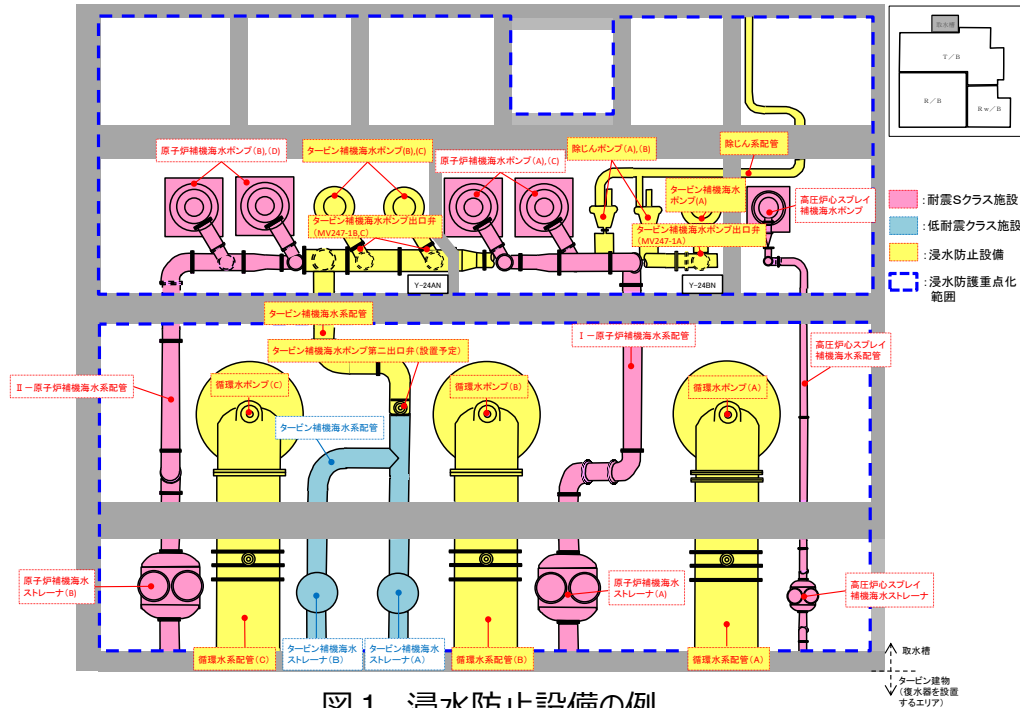 取水槽
T/B
R/B
Rw/B
原子炉補機海水ポンプ(B),(D)
タービン補機海水ポンプ(B),(C)
原子炉補機海水ポンプ(A),(C)
除じんポンプ(A),(B)
除じん系配管
タービン補機海水
ポンプ(A)
高圧炉心スプレイ
補機海水ポンプ
タービン補機海水ポンプ出口弁
(MV247-1B,C)
タービン補機海水ポンプ出口弁
(MV247-1A)
Y-24AN
Y-24BN
:耐震Sクラス施設
:低耐震クラス施設
:浸水防止設備
:浸水防護重点化
範囲
タービン補機海水系配管
タービン補機海水ポンプ第二出口弁(設置予定)
Ⅰ-原子炉補機海水系配管
高圧炉心スプレイ
補機海水系配管
Ⅱ-原子炉補機海水系配管
循環水ポンプ(C)
循環水ポンプ(B)
循環水ポンプ(A)
タービン補機海水系配管
原子炉補機海水
ストレーナ(B)
原子炉補機海水
ストレーナ(A)
高圧炉心スプレイ
補機海水ストレーナ
循環水系配管(C)
タービン補機海水
ストレーナ(B)
タービン補機海水
ストレーナ(A)
循環水系配管(B)
循環水系配管(A)
取水槽
タービン建物
(復水器を設置
するエリア)
図1 浸水防止設備の例